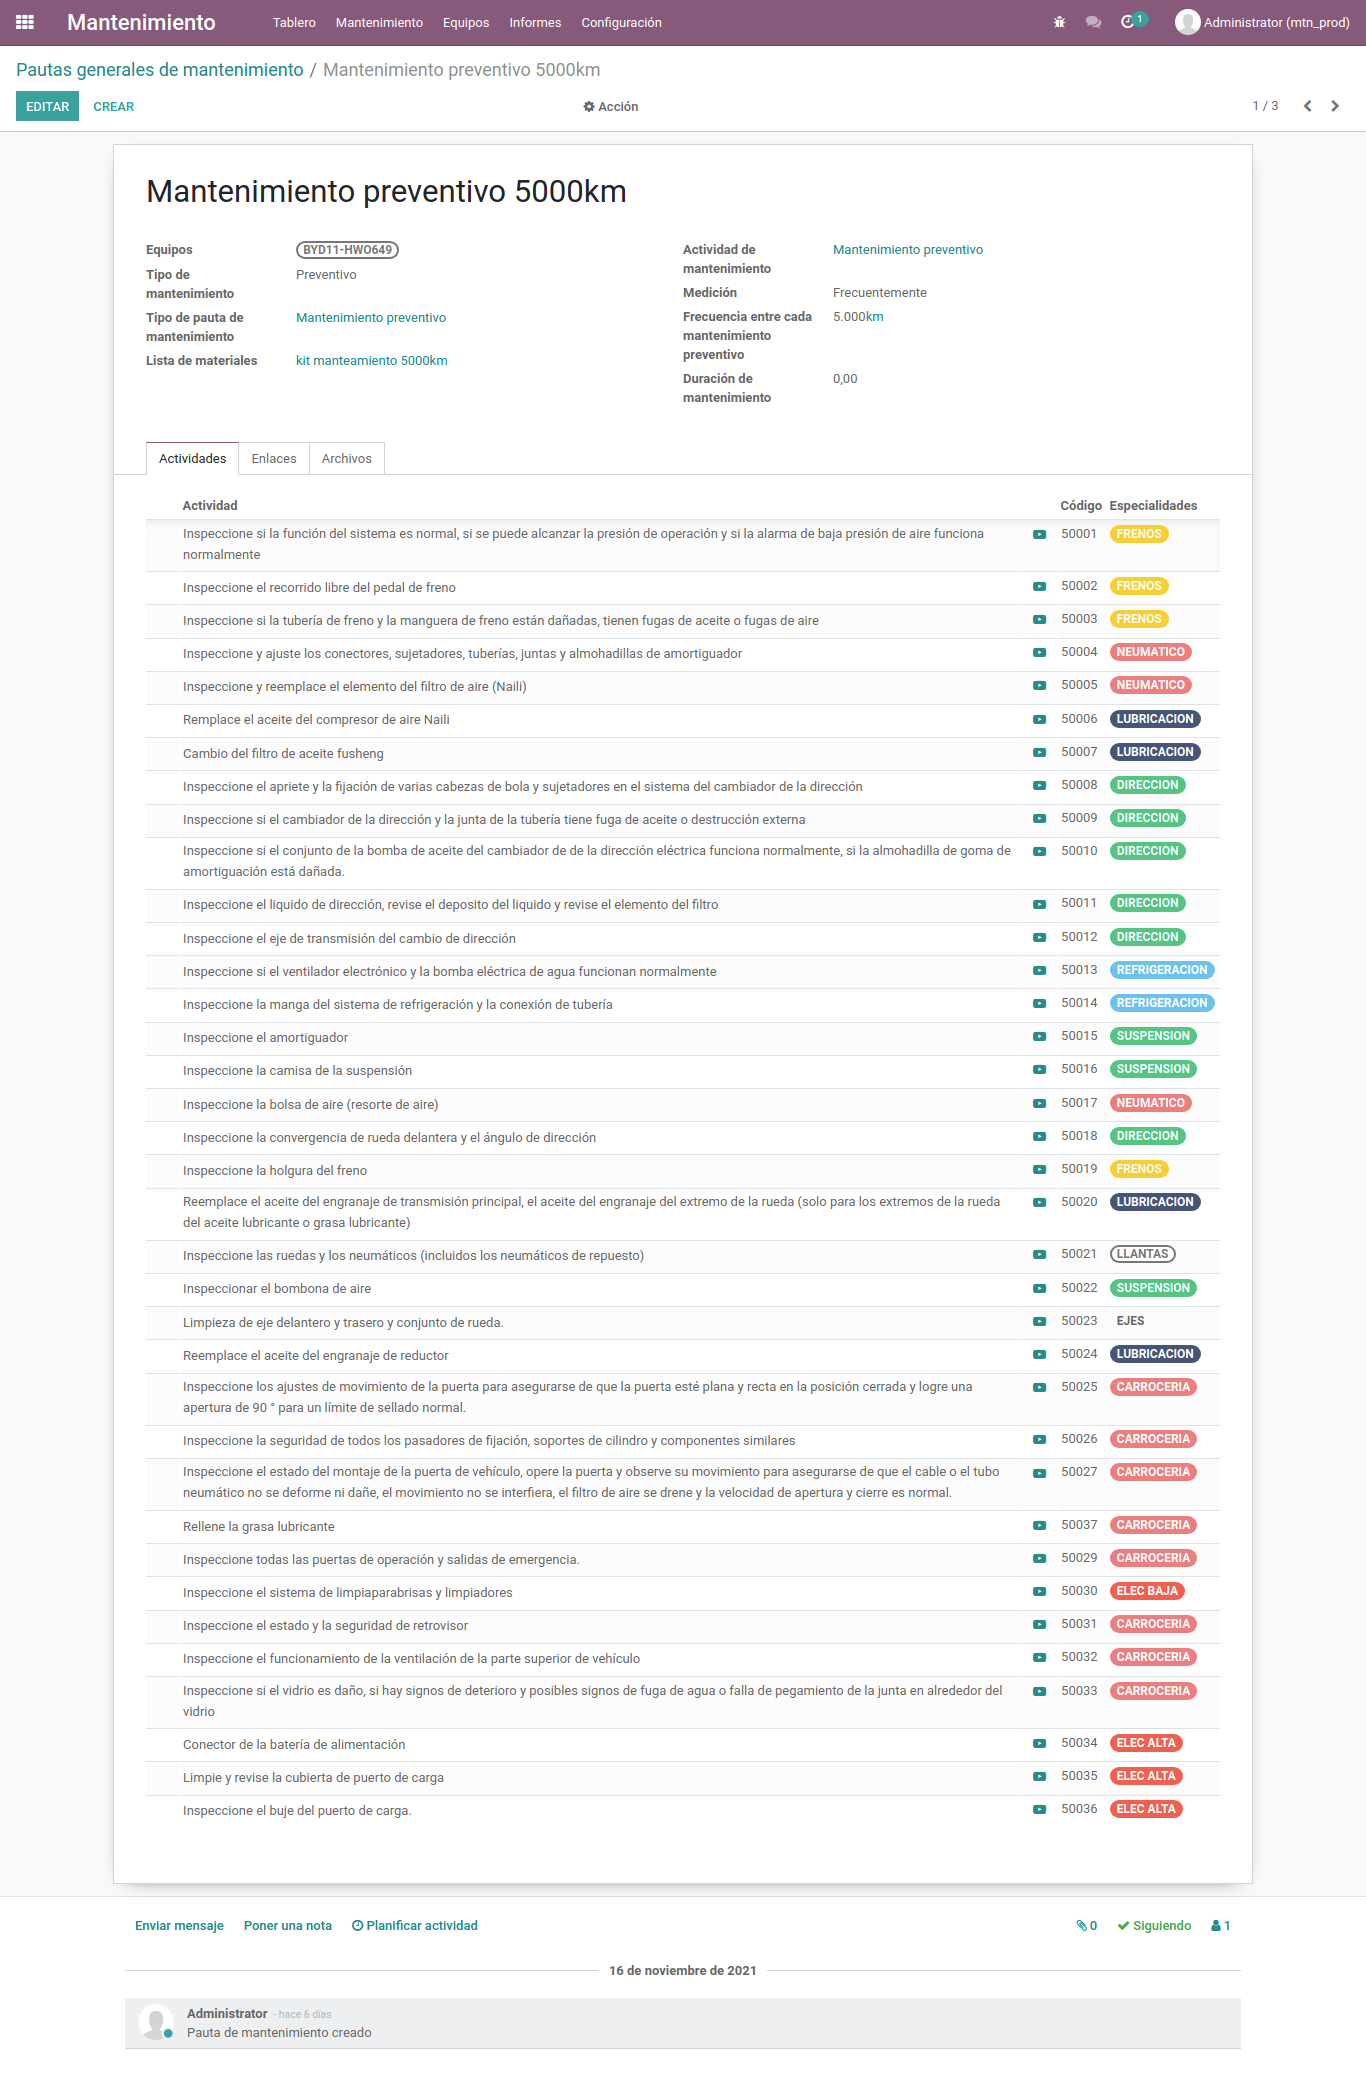 Mantenimiento Tablero Mantenimiento Equipos Informes Configuración 1 Administrator (mtn_prod)
Pautas generales de mantenimiento / Mantenimiento preventivo 5000km
EDITAR CREAR Acción 1 / 3
Mantenimiento preventivo 5000km
Equipos BYD11-HWO649
Tipo de
mantenimiento
Preventivo
Tipo de pauta de
mantenimiento
Mantenimiento preventivo
Lista de materiales kit manteamiento 5000km
Actividad de
mantenimiento
Mantenimiento preventivo
Medición Frecuentemente
Frecuencia entre cada
mantenimiento
preventivo
5.000km
Duración de
mantenimiento
0,00
Actividades Enlaces Archivos
Actividad Código Especialidades
Inspeccione si la función del sistema es normal, si se puede alcanzar la presión de operación y si la alarma de baja presión de aire funciona 50001 FRENOS
normalmente
Inspeccione el recorrido libre del pedal de freno 50002 FRENOS
Inspeccione si la tubería de freno y la manguera de freno están dañadas, tienen fugas de aceite o fugas de aire 50003 FRENOS
Inspeccione y ajuste los conectores, sujetadores, tuberías, juntas y almohadillas de amortiguador 50004 NEUMATICO
Inspeccione y reemplace el elemento del filtro de aire (Naili) 50005 NEUMATICO
Remplace el aceite del compresor de aire Naili 50006 LUBRICACION
Cambio del filtro de aceite fusheng 50007 LUBRICACION
Inspeccione el apriete y la fijación de varias cabezas de bola y sujetadores en el sistema del cambiador de la dirección 50008 DIRECCION
Inspeccione si el cambiador de la dirección y la junta de la tubería tiene fuga de aceite o destrucción externa 50009 DIRECCION
Inspeccione si el conjunto de la bomba de aceite del cambiador de de la dirección eléctrica funciona normalmente, si la almohadilla de goma de 50010 DIRECCION
amortiguación está dañada.
Inspeccione el liquido de dirección, revise el deposito del liquido y revise el elemento del filtro 50011 DIRECCION
Inspeccione el eje de transmisión del cambio de dirección 50012 DIRECCION
Inspeccione si el ventilador electrónico y la bomba eléctrica de agua funcionan normalmente 50013 REFRIGERACION
Inspeccione la manga del sistema de refrigeración y la conexión de tubería 50014 REFRIGERACION
Inspeccione el amortiguador 50015 SUSPENSION
Inspeccione la camisa de la suspensión 50016 SUSPENSION
Inspeccione la bolsa de aire (resorte de aire) 50017 NEUMATICO
Inspeccione la convergencia de rueda delantera y el ángulo de dirección 50018 DIRECCION
Inspeccione la holgura del freno 50019 FRENOS
Reemplace el aceite del engranaje de transmisión principal, el aceite del engranaje del extremo de la rueda (solo para los extremos de la rueda 50020 LUBRICACION
del aceite lubricante o grasa lubricante)
Inspeccione las ruedas y los neumáticos (incluidos los neumáticos de repuesto) 50021 LLANTAS
Inspeccionar el bombona de aire 50022 SUSPENSION
Limpieza de eje delantero y trasero y conjunto de rueda. 50023 EJES
Reemplace el aceite del engranaje de reductor 50024 LUBRICACION
Inspeccione los ajustes de movimiento de la puerta para asegurarse de que la puerta esté plana y recta en la posición cerrada y logre una 50025 CARROCERIA
apertura de 90 ° para un límite de sellado normal.
Inspeccione la seguridad de todos los pasadores de fijación, soportes de cilindro y componentes similares 50026 CARROCERIA
Inspeccione el estado del montaje de la puerta de vehículo, opere la puerta y observe su movimiento para asegurarse de que el cable o el tubo 50027 CARROCERIA
neumático no se deforme ni dañe, el movimiento no se interfiera, el filtro de aire se drene y la velocidad de apertura y cierre es normal.
Rellene la grasa lubricante 50037 CARROCERIA
Inspeccione todas las puertas de operación y salidas de emergencia. 50029 CARROCERIA
Inspeccione el sistema de limpiaparabrisas y limpiadores 50030 ELEC BAJA
Inspeccione el estado y la seguridad de retrovisor 50031 CARROCERIA
Inspeccione el funcionamiento de la ventilación de la parte superior de vehículo 50032 CARROCERIA
Inspeccione si el vidrio es daño, si hay signos de deterioro y posibles signos de fuga de agua o falla de pegamiento de la junta en alrededor del 50033 CARROCERIA
vidrio
Conector de la batería de alimentación 50034 ELEC ALTA
Limpie y revise la cubierta de puerto de carga 50035 ELEC ALTA
Inspeccione el buje del puerto de carga. 50036 ELEC ALTA
Enviar mensaje Poner una nota Planificar actividad 0 Siguiendo 1
16 de noviembre de 2021
Administrator - hace 6 días
Pauta de mantenimiento creado